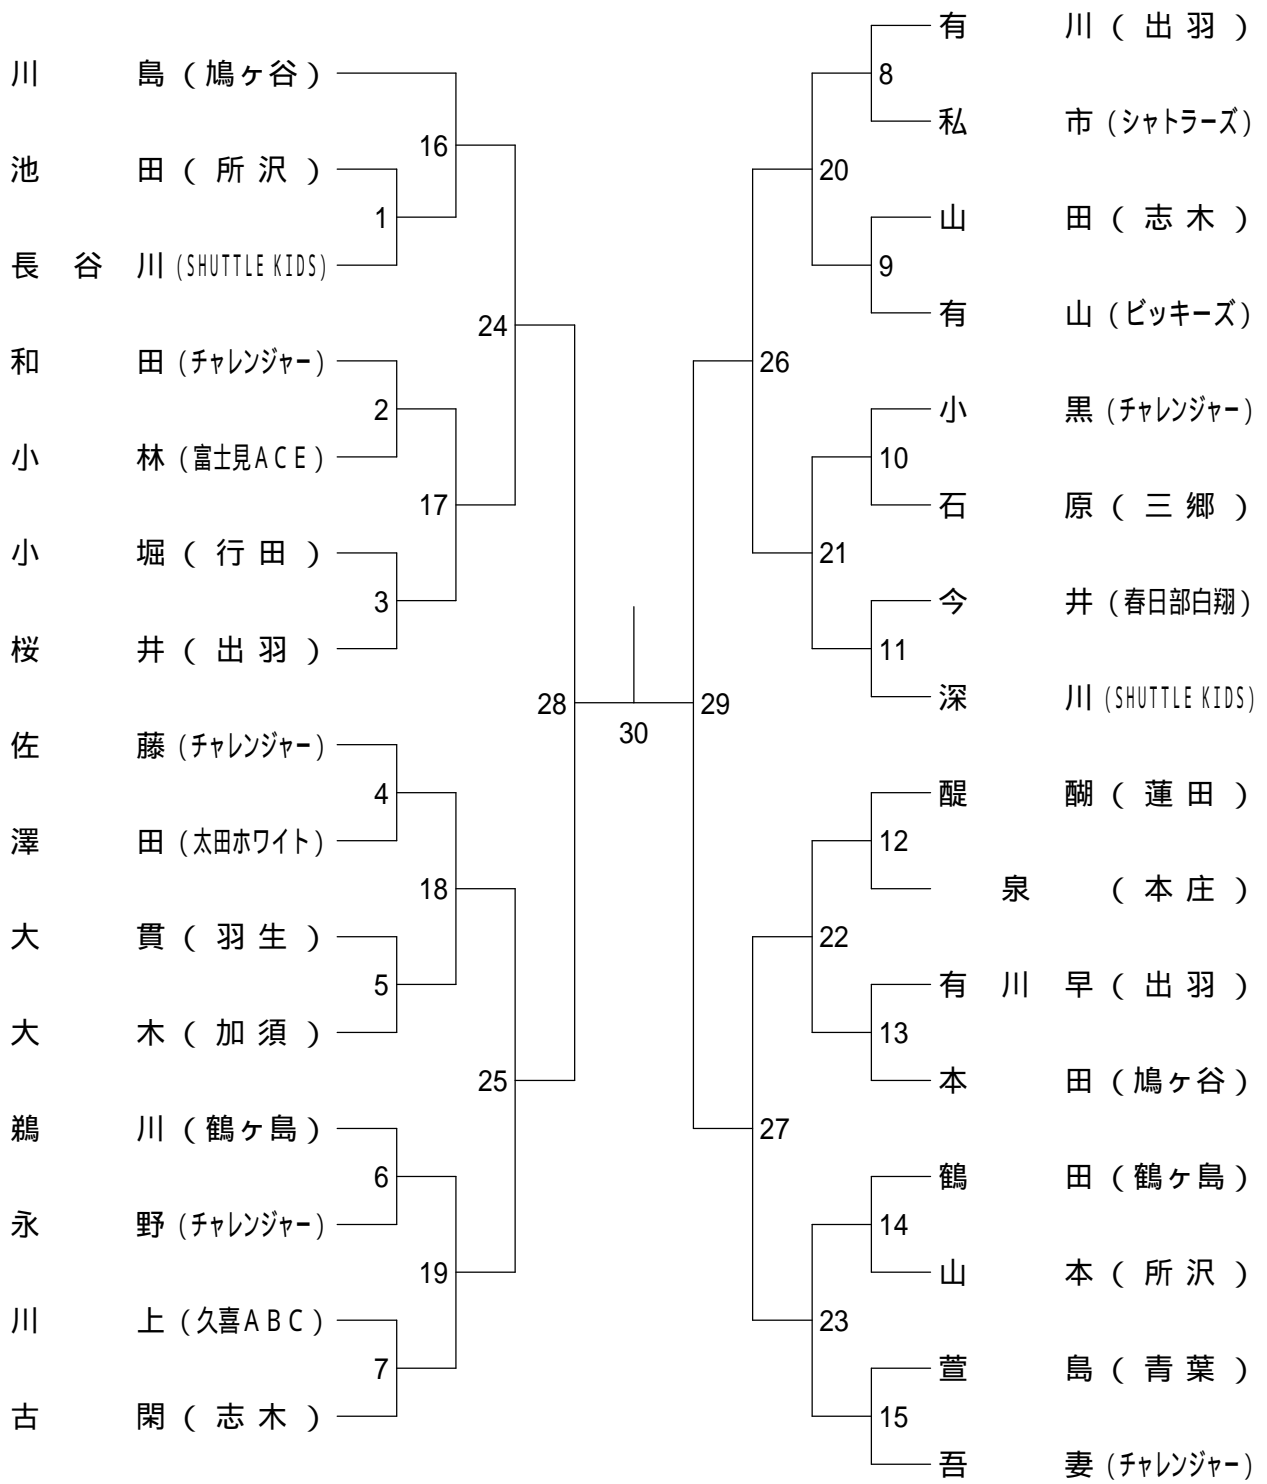 川島(鳩ヶ谷)
16
池田(所沢)
1
長谷川(SHUTTLE KIDS)
24
和田(チャレンジャー)
2
小林(富士見ACE)
17
小堀(行田)
3
桜井(出羽)
28
佐藤(チャレンジャー)
4
澤田(太田ホワイト)
18
大貫(羽生)
5
大木(加須)
25
鵜川(鶴ヶ島)
6
永野(チャレンジャー)
19
川上(久喜ABC)
7
古閑(志木)
30
有川(出羽)
8
私市(シャトラーズ)
20
山田(志木)
9
有山(ビッキーズ)
26
小黒(チャレンジャー)
10
石原(三郷)
21
今井(春日部白翔)
11
深川(SHUTTLE KIDS)
29
醍醐(蓮田)
12
泉(本庄)
22
有川早(出羽)
13
本田(鳩ヶ谷)
27
鶴田(鶴ヶ島)
14
山本(所沢)
23
萱島(青葉)
15
吾妻(チャレンジャー)